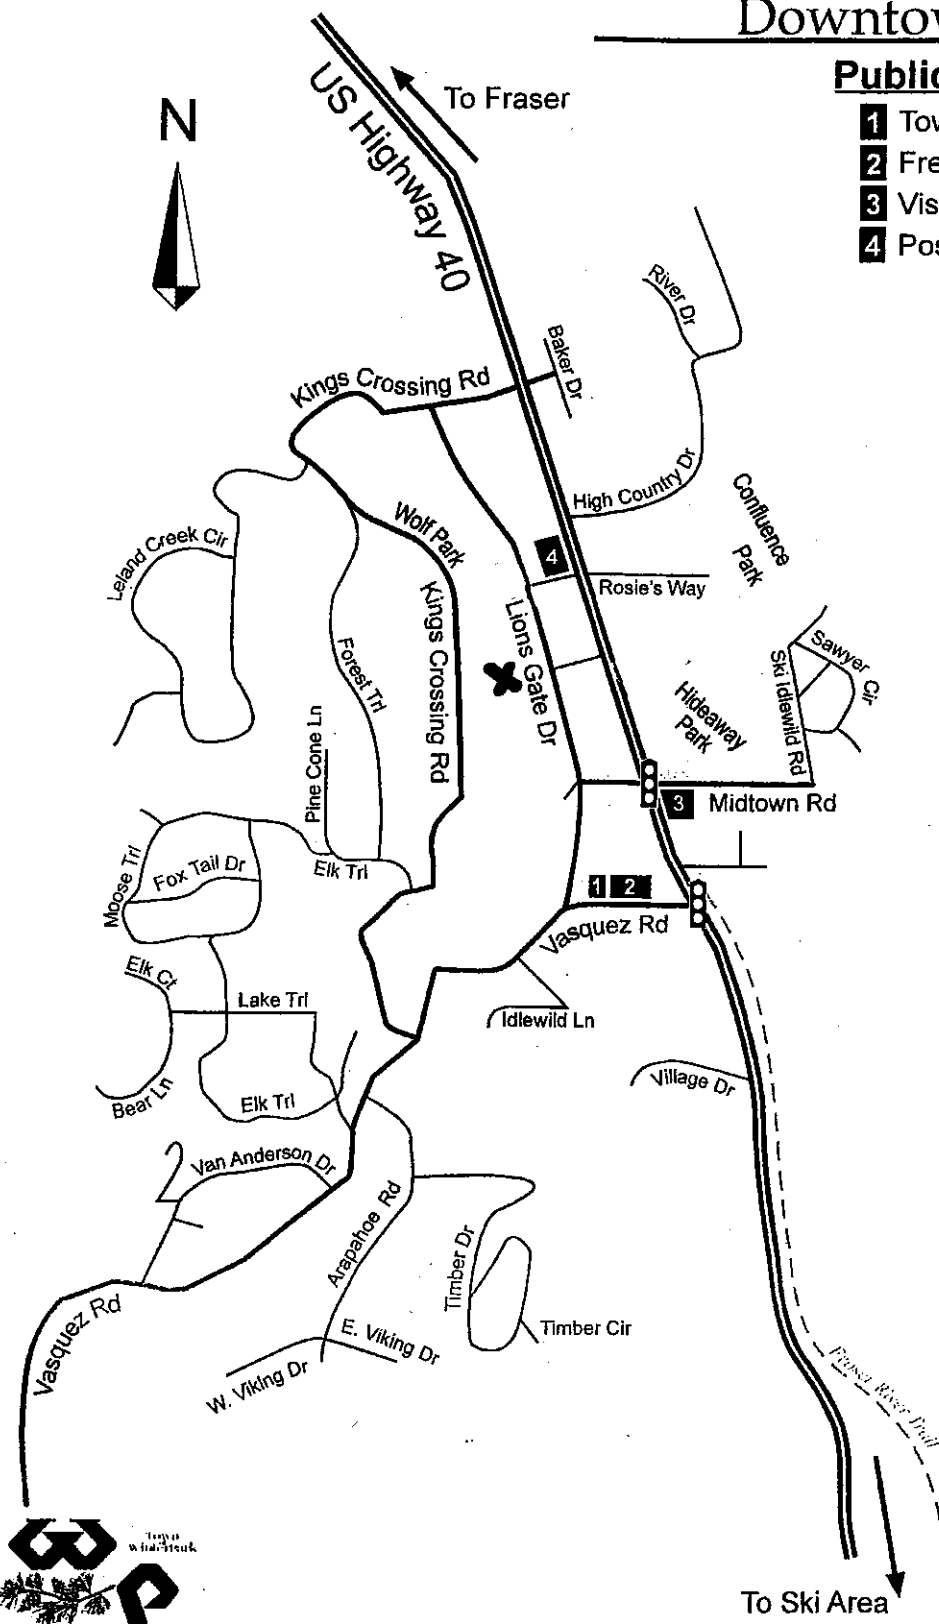 Downtow
Public
1 Tow
2 Fre
3 Vis
4 Pos
N
To Fraser
US Highway 40
River Dr
Baker Dr
Kings Crossing Rd
High Country Dr
Confluence
Park
Wolf Park
4
Rosie's Way
Leland Creek Cir
Kings Crossing Rd
Lions Gate Dr
Forest Trl
Sawyer Cir
Ski Idlewild Rd
Hideaway
Park
Pine Cone Ln
3
Midtown Rd
Moose Trl
Fox Tail Dr
Elk Trl
1 2
Vasquez Rd
Elk Ct
Lake Trl
Idlewild Ln
Bear Ln
Elk Trl
Village Dr
Van Anderson Dr
Arapahoe Rd
Timber Dr
Timber Cir
Vasquez Rd
E. Viking Dr
W. Viking Dr
Fraser River Trail
Town
To Ski Area